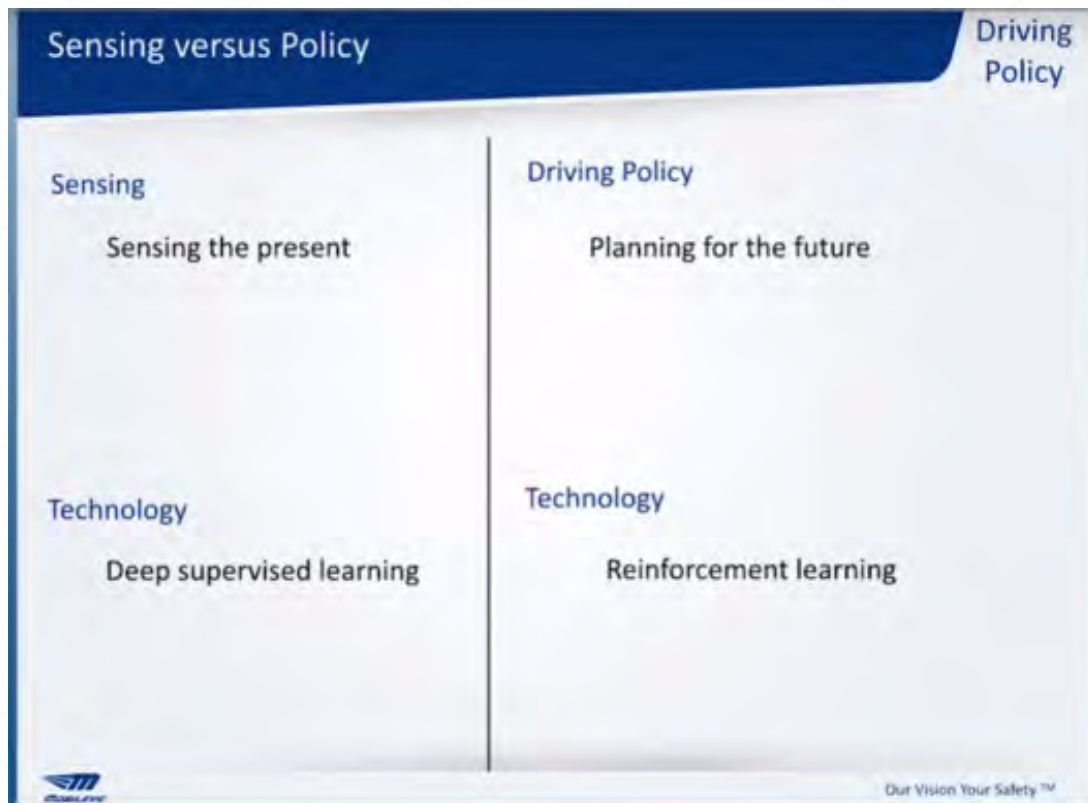 Sensing versus Policy
Driving
Policy
Sensing
Sensing the present
Technology
Deep supervised learning
Driving Policy
Planning for the future
Technology
Reinforcement learning
Our Vision Your Safety ™